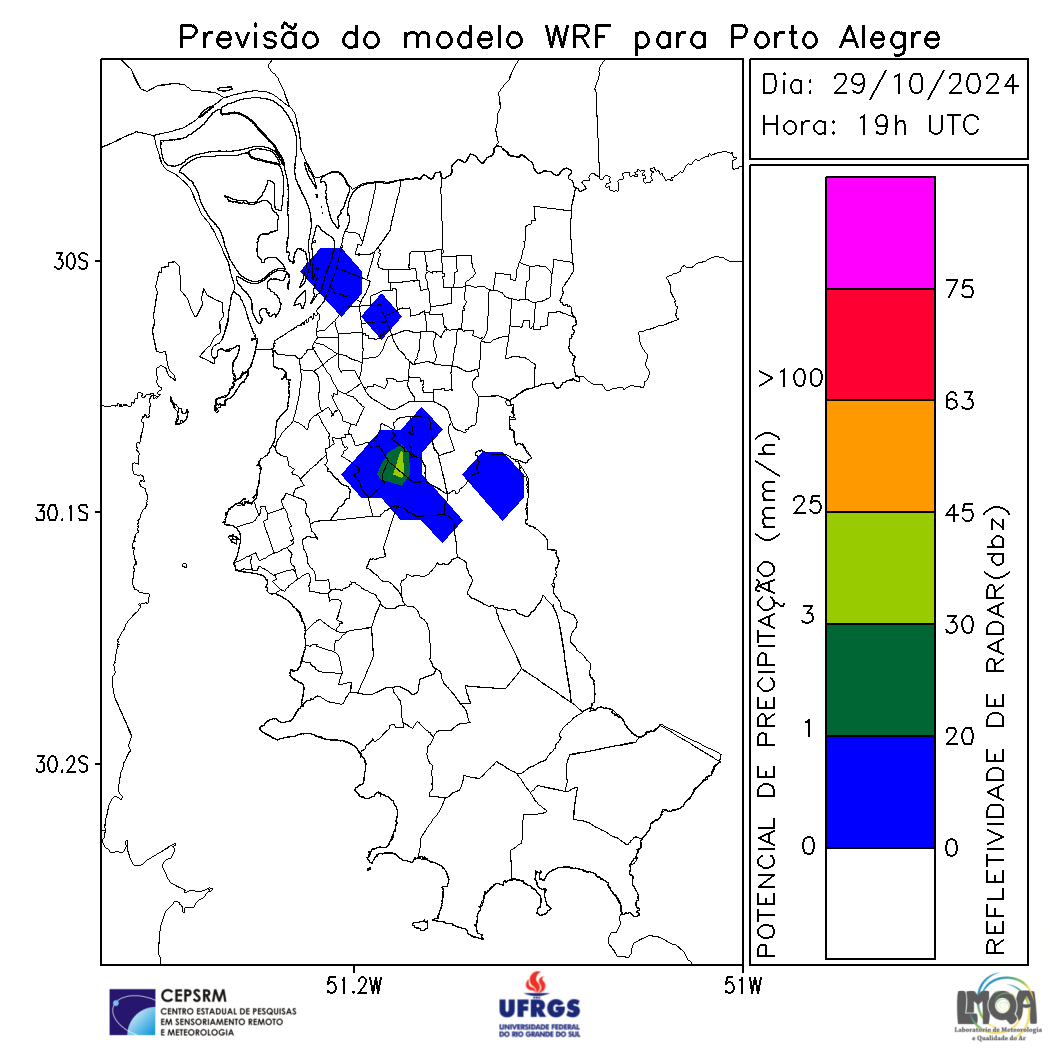 Previsão do modelo WRF para Porto Alegre
Dia: 29/10/2024
Hora: 19h UTC
30S
30.1S
30.2S
51.2W
51W
POTENCIAL DE PRECIPITAÇÃO (mm/h)
>100
25
3
1
0
75
63
45
30
20
0
REFLETIVIDADE DE RADAR(dbz)
CEPSRM
CENTRO ESTADUAL DE PESQUISAS
EM SENSORIAMENTO REMOTO
E METEOROLOGIA
UFRGS
UNIVERSIDADE FEDERAL
DO RIO GRANDE DO SUL
LMQA
Laboratório de Meteorologia
e Qualidade do Ar